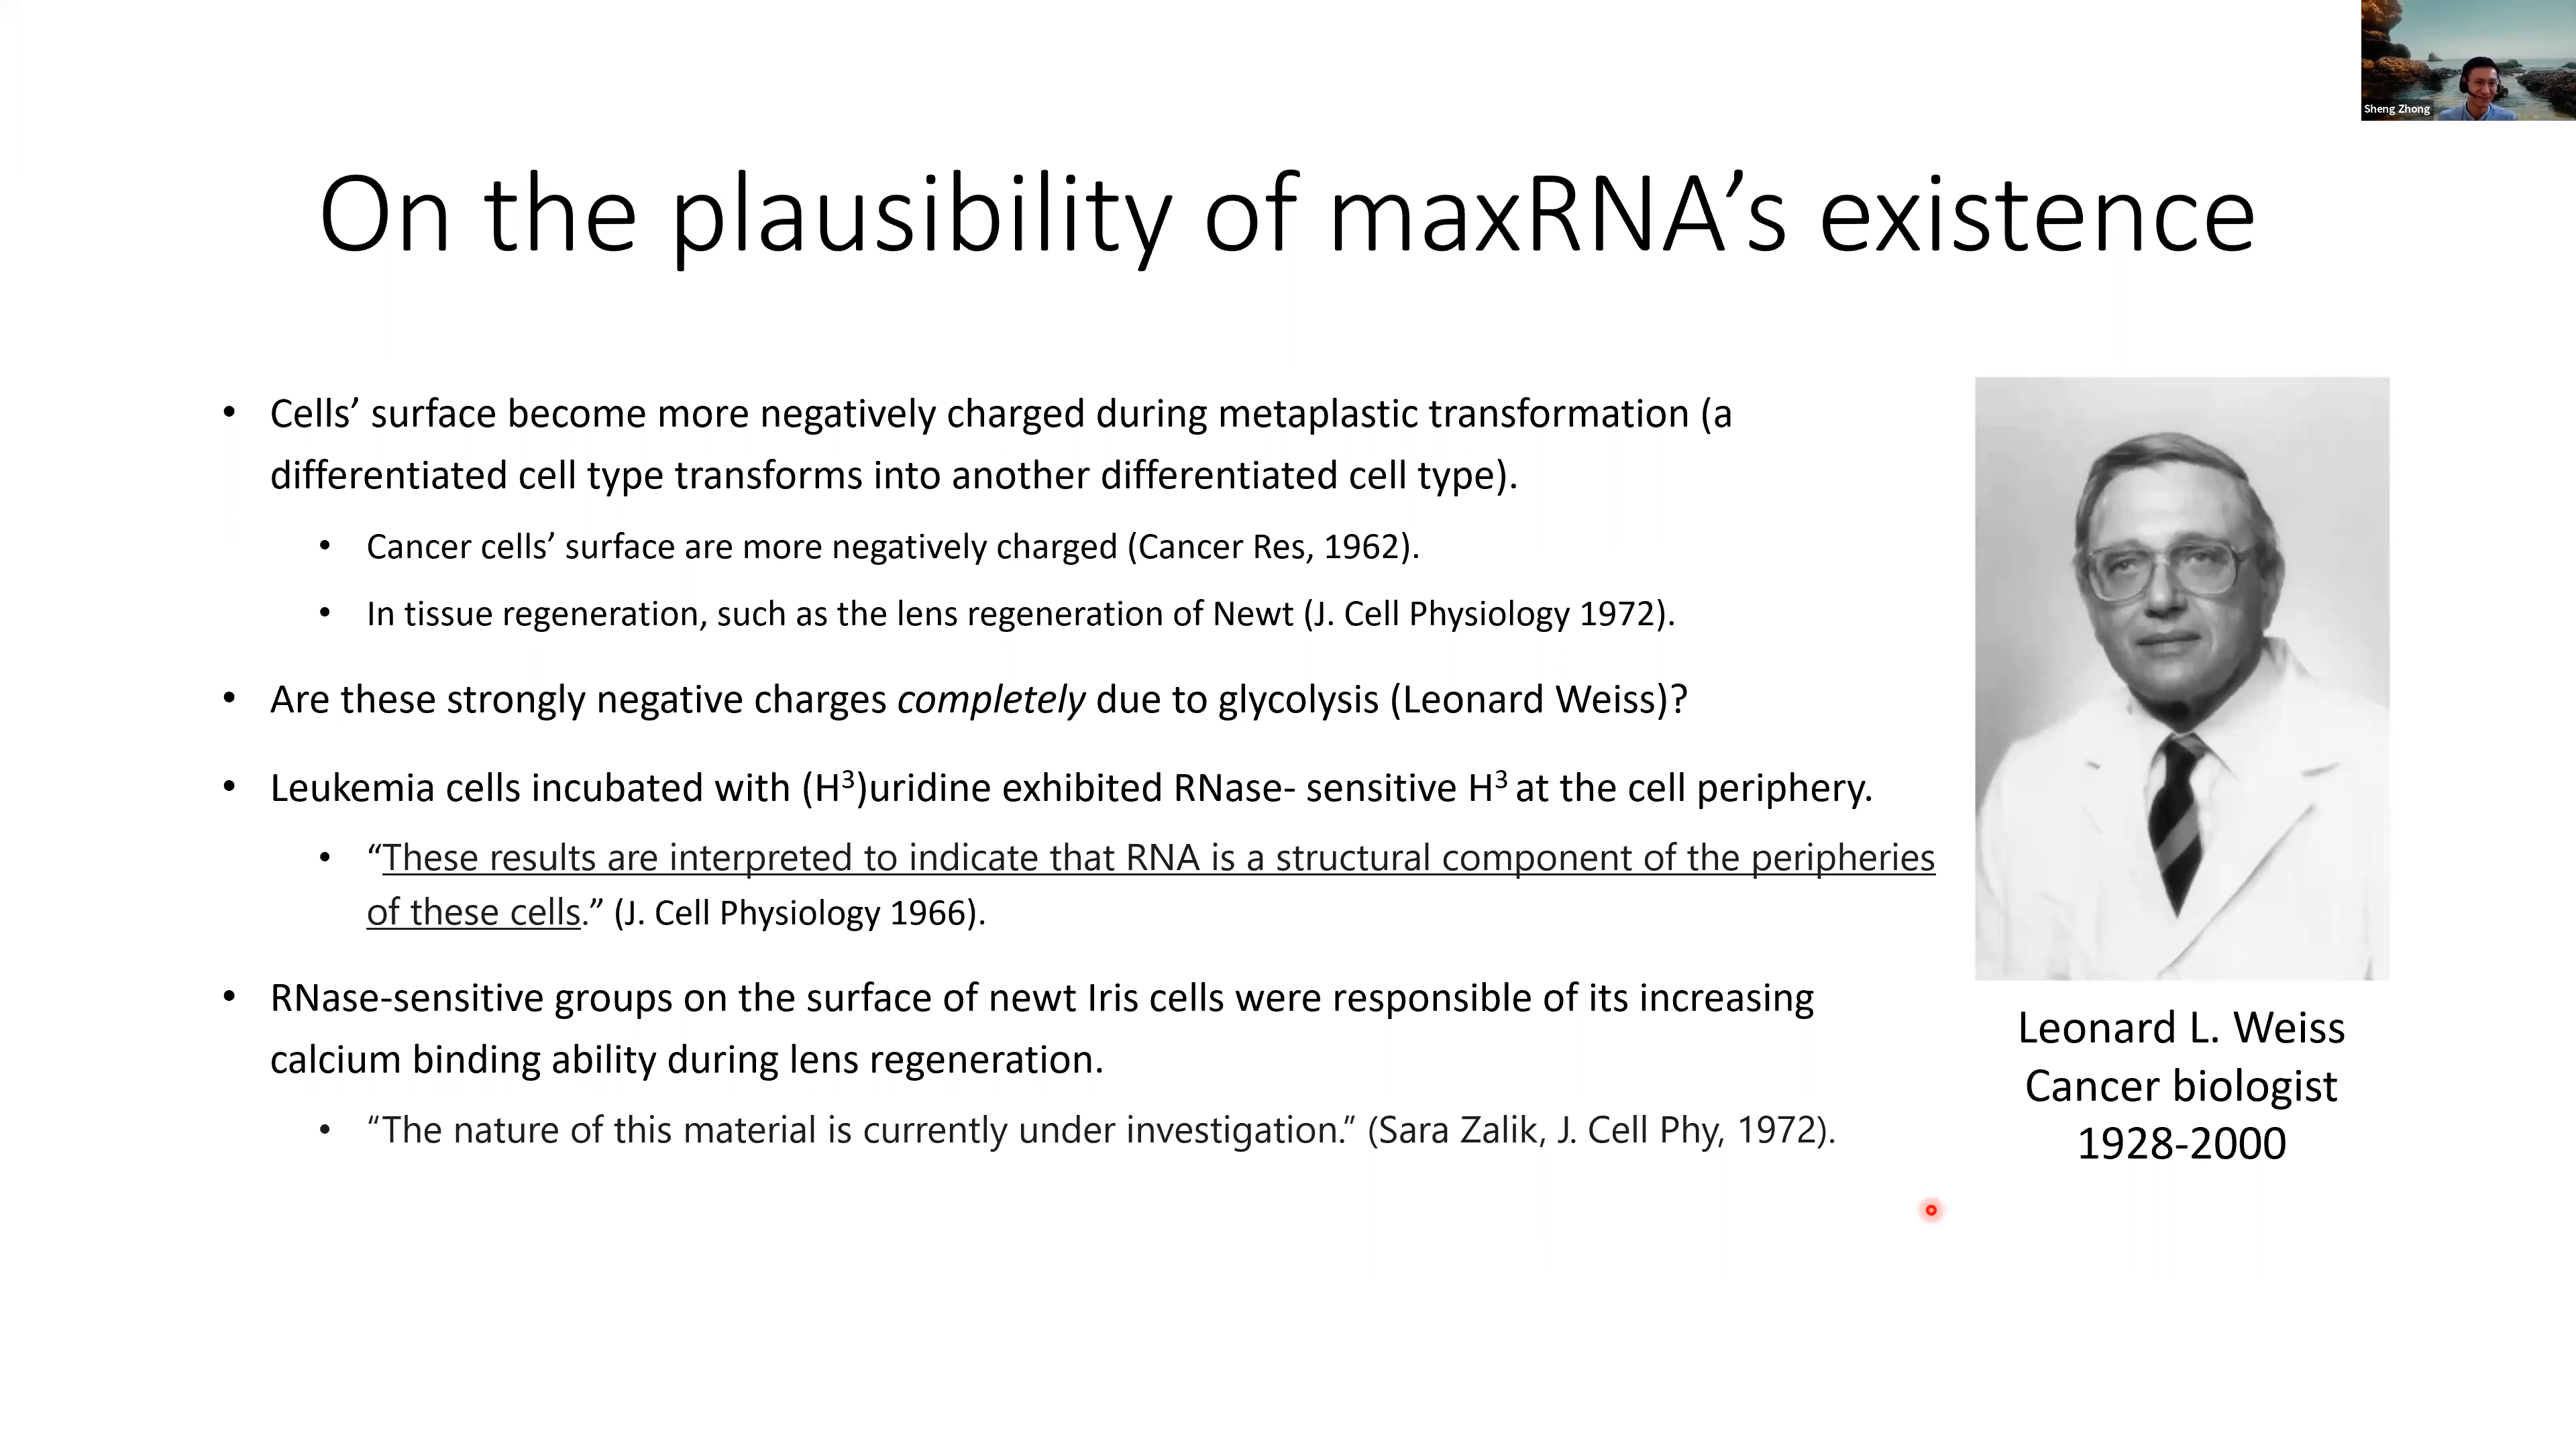 Sheng Zhong
On the plausibility of maxRNA’s existence
• Cells’ surface become more negatively charged during metaplastic transformation (a
differentiated cell type transforms into another differentiated cell type).
• Cancer cells’ surface are more negatively charged (Cancer Res, 1962).
• In tissue regeneration, such as the lens regeneration of Newt (J. Cell Physiology 1972).
• Are these strongly negative charges completely due to glycolysis (Leonard Weiss)?
• Leukemia cells incubated with (H³)uridine exhibited RNase- sensitive H³ at the cell periphery.
• “These results are interpreted to indicate that RNA is a structural component of the peripheries
of these cells.” (J. Cell Physiology 1966).
• RNase-sensitive groups on the surface of newt Iris cells were responsible of its increasing
calcium binding ability during lens regeneration.
• “The nature of this material is currently under investigation.” (Sara Zalik, J. Cell Phy, 1972).
Leonard L. Weiss
Cancer biologist
1928-2000